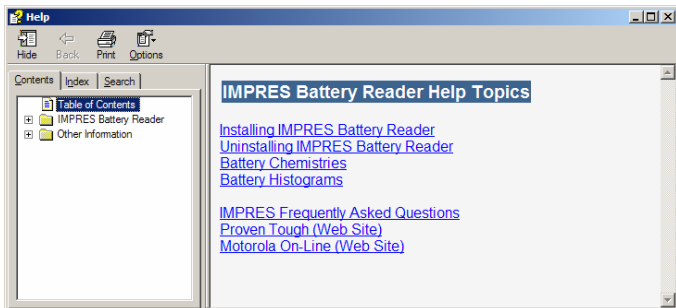 Help
Hide Back Print Options
Contents Index Search
Table of Contents
IMPRES Battery Reader
Other Information
IMPRES Battery Reader Help Topics
Installing IMPRES Battery Reader
Uninstalling IMPRES Battery Reader
Battery Chemistries
Battery Histograms
IMPRES Frequently Asked Questions
Proven Tough (Web Site)
Motorola On-Line (Web Site)